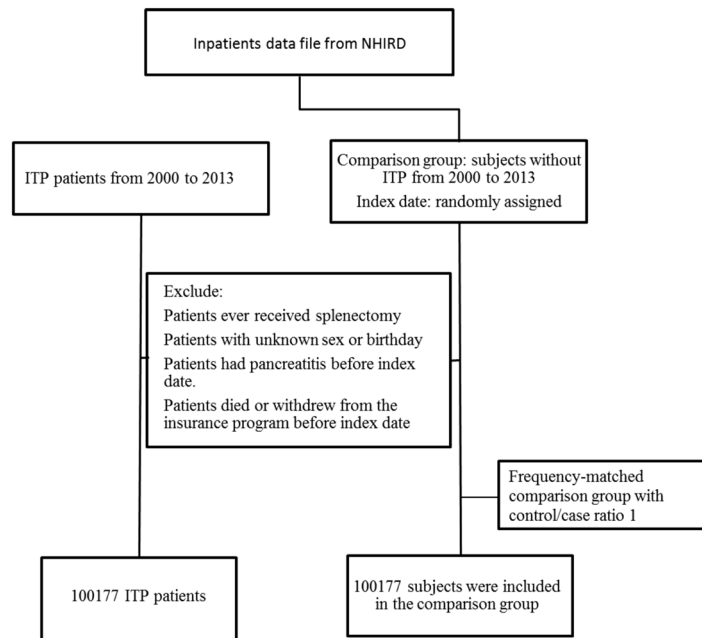 Inpatients data file from NHIRD
ITP patients from 2000 to 2013
Comparison group: subjects without
ITP from 2000 to 2013
Index date: randomly assigned
Exclude:
Patients ever received splenectomy
Patients with unknown sex or birthday
Patients had pancreatitis before index
date.
Patients died or withdrew from the
insurance program before index date
Frequency-matched
comparison group with
control/case ratio 1
100177 ITP patients
100177 subjects were included
in the comparison group